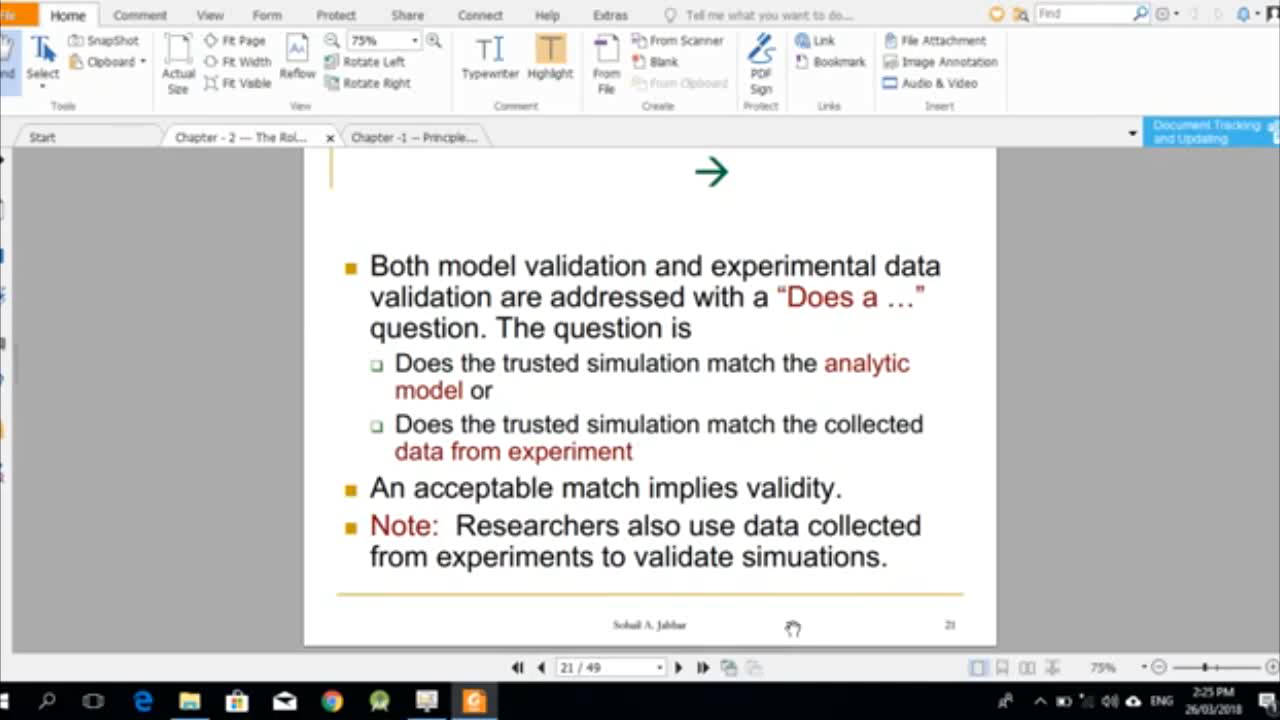 File Home Comment View Form Protect Share Connect Help Extras Tell me what you want to do... Find
SnapShot Fit Page 75% From Scanner Link File Attachment
Select Clipboard Actual Size Fit Width Reflow Rotate Left Typewriter Highlight From File Blank PDF Sign Bookmark Image Annotation
Fit Visible Rotate Right From Clipboard Audio & Video
Tools View Comment Create Protect Links Insert
Start Chapter - 2 --- The Rol... x Chapter -1 -- Principle... Document Tracking
and Updating
Both model validation and experimental data
validation are addressed with a “Does a …”
question. The question is
Does the trusted simulation match the analytic
model or
Does the trusted simulation match the collected
data from experiment
An acceptable match implies validity.
Note: Researchers also use data collected
from experiments to validate simuations.
Sohail A. Jabbar 21
21 / 49 75%
ENG 2:25 PM
26/03/2018